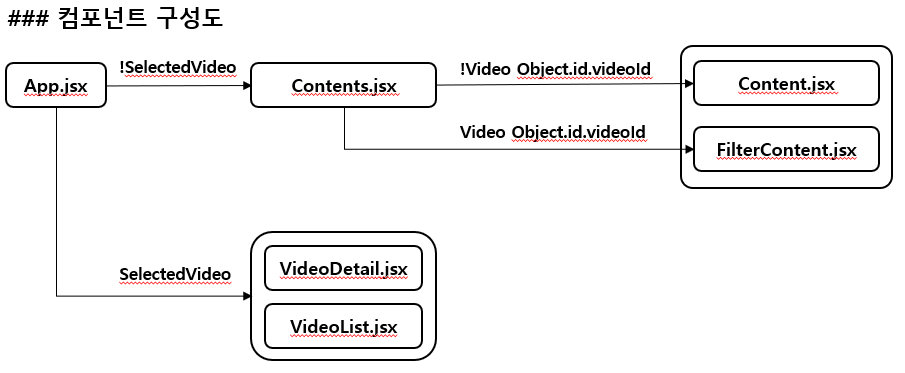 ### 컴포넌트 구성도
!SelectedVideo
App.jsx
Contents.jsx
!Video Object.id.videoId
Content.jsx
Video Object.id.videoId
FilterContent.jsx
SelectedVideo
VideoDetail.jsx
VideoList.jsx